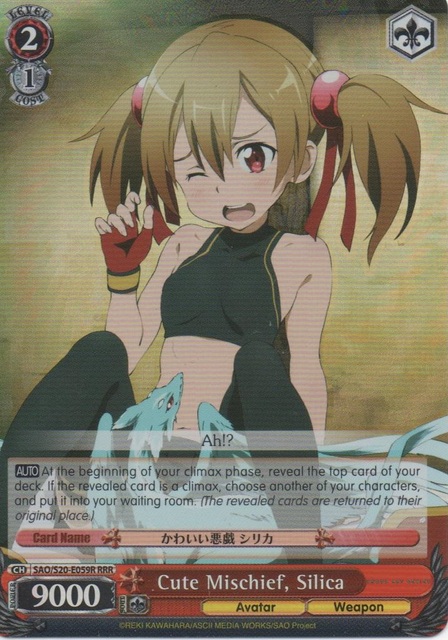 LEVEL
2
1
COST
Ah!?
AUTO At the beginning of your climax phase, reveal the top card of your
deck. If the revealed card is a climax, choose another of your characters,
and put it into your waiting room. (The revealed cards are returned to their
original place.)
Card Name かわいい悪戯 シリカ
CH SAO/S20-E059R RRR
Cute Mischief, Silica
POWER 9000 SOUL Avatar Weapon
©REKI KAWAHARA/ASCII MEDIA WORKS/SAO Project